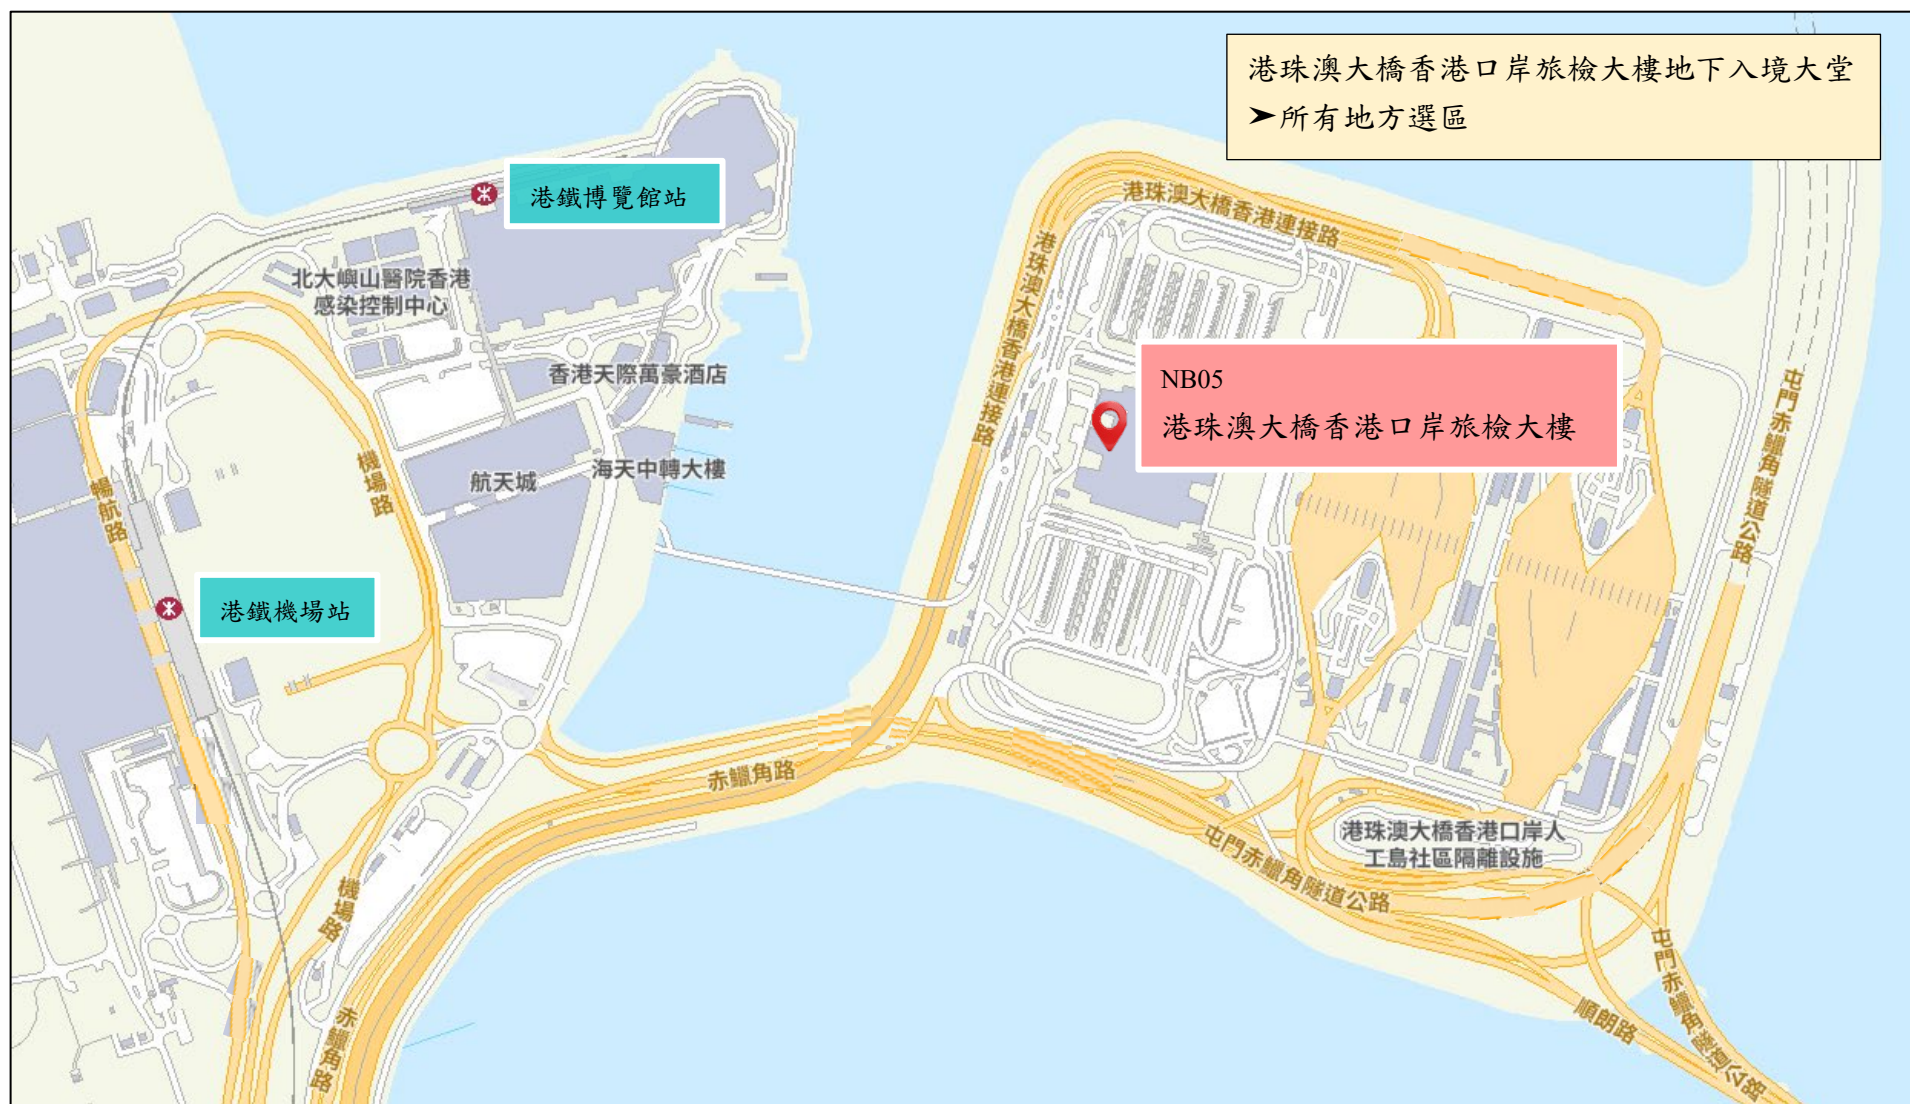 港珠澳大橋香港口岸旅檢大樓地下入境大堂
➤所有地方選區
港鐵博覽館站
港珠澳大橋香港連接路
港珠澳大橋香港連接路
北大嶼山醫院香港
感染控制中心
香港天際萬豪酒店
NB05
港珠澳大橋香港口岸旅檢大樓
屯門赤鱲角隧道公路
機場路
航天城
海天中轉大樓
暢航路
港鐵機場站
赤鱲角路
港珠澳大橋香港口岸人
工島社區隔離設施
屯門赤鱲角隧道公路
機場路
屯門赤鱲角隧道公路
順朗路
赤鱲角路